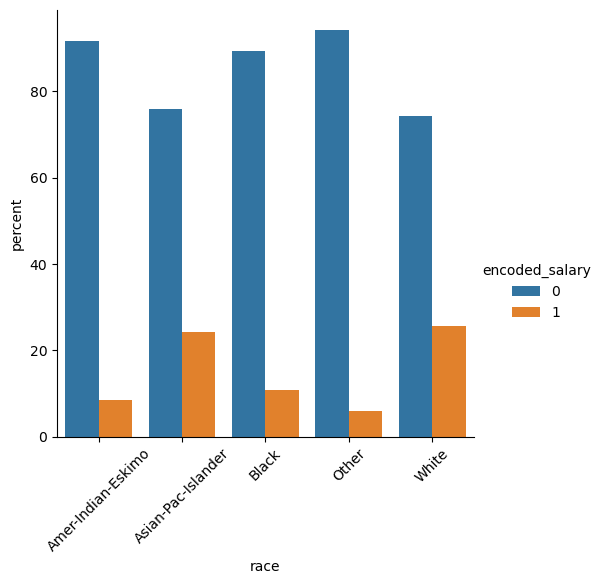 percent
80
60
40
20
0
Amer-Indian-Eskimo
Asian-Pac-Islander
Black
Other
White
race
encoded_salary
0
1